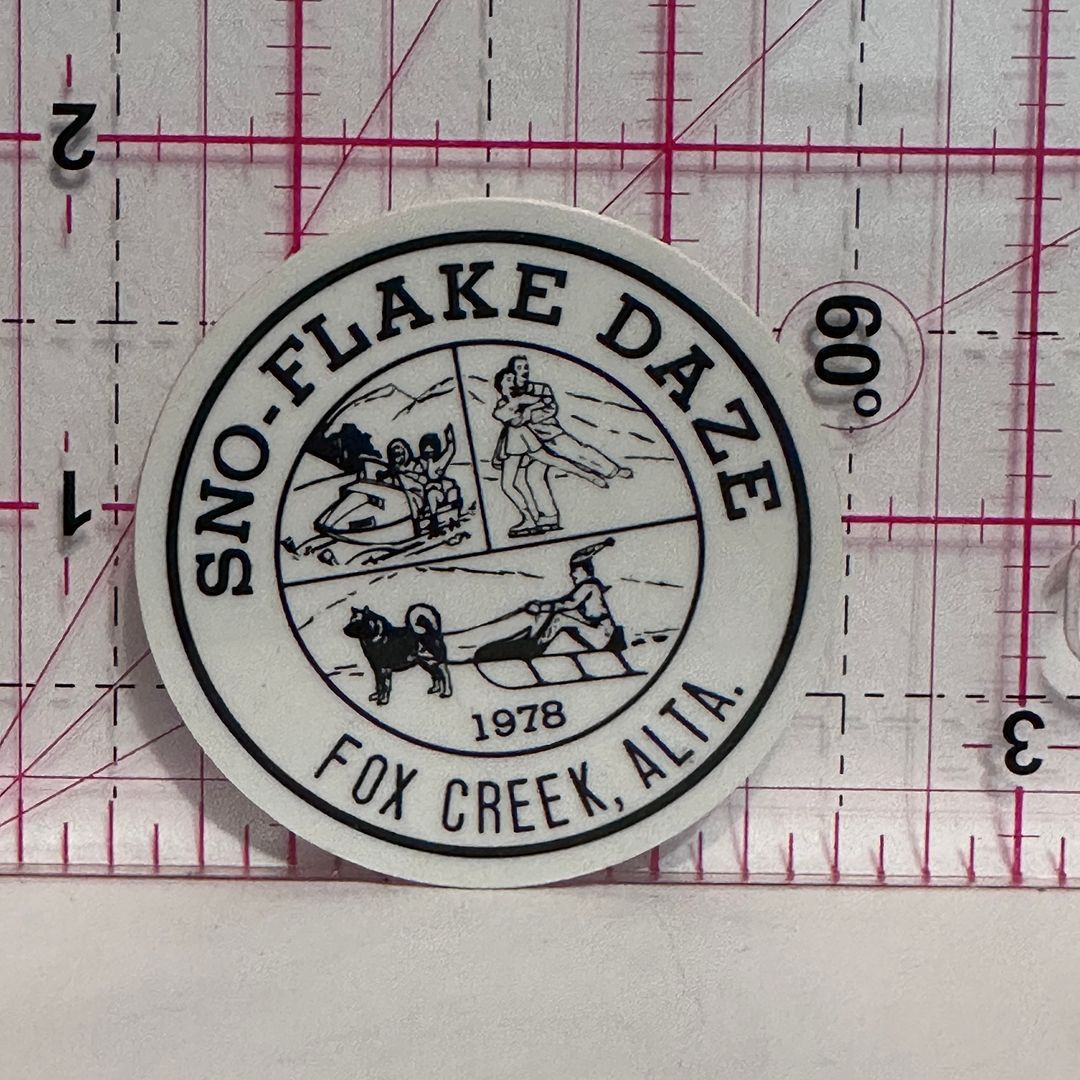 2
60°
1
3
SNO-FLAKE DAZE
1978
FOX CREEK, ALTA.